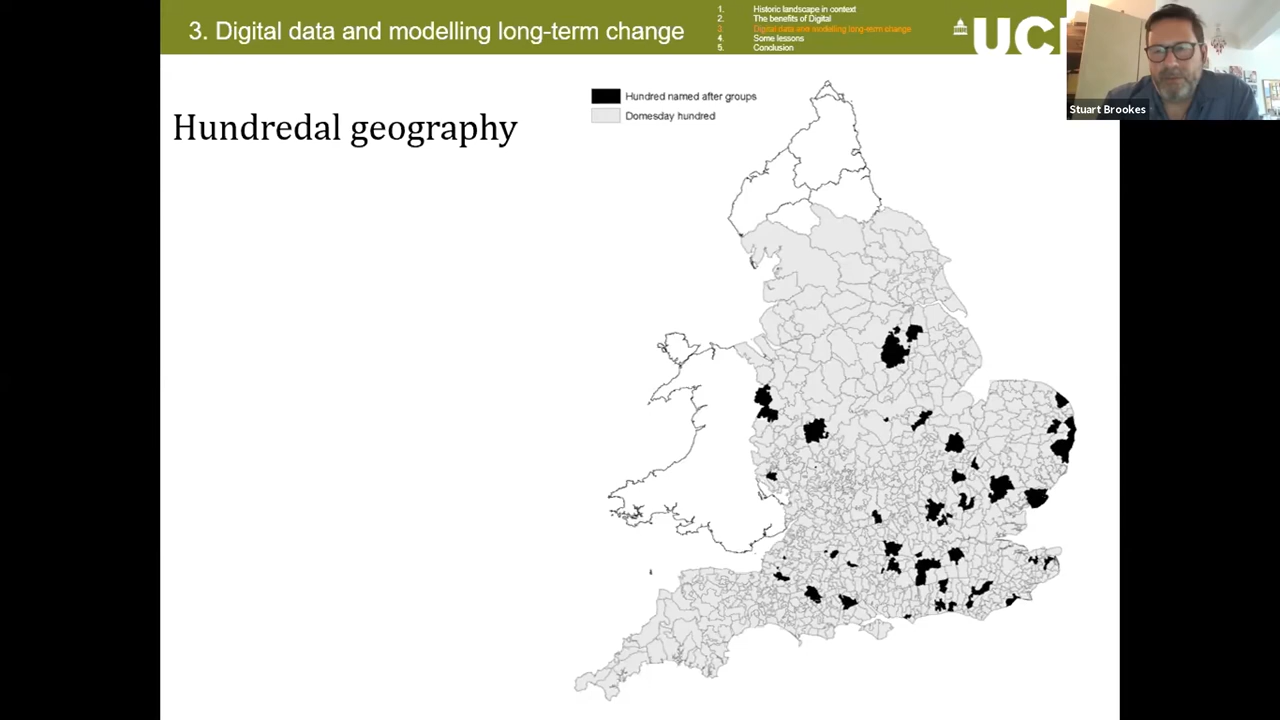 3. Digital data and modelling long-term change
1. Historic landscape in context
2. The benefits of Digital
3. Digital data and modelling long-term change
4. Some lessons
5. Conclusion
UCL
Stuart Brookes
Hundredal geography
Hundred named after groups
Domesday hundred